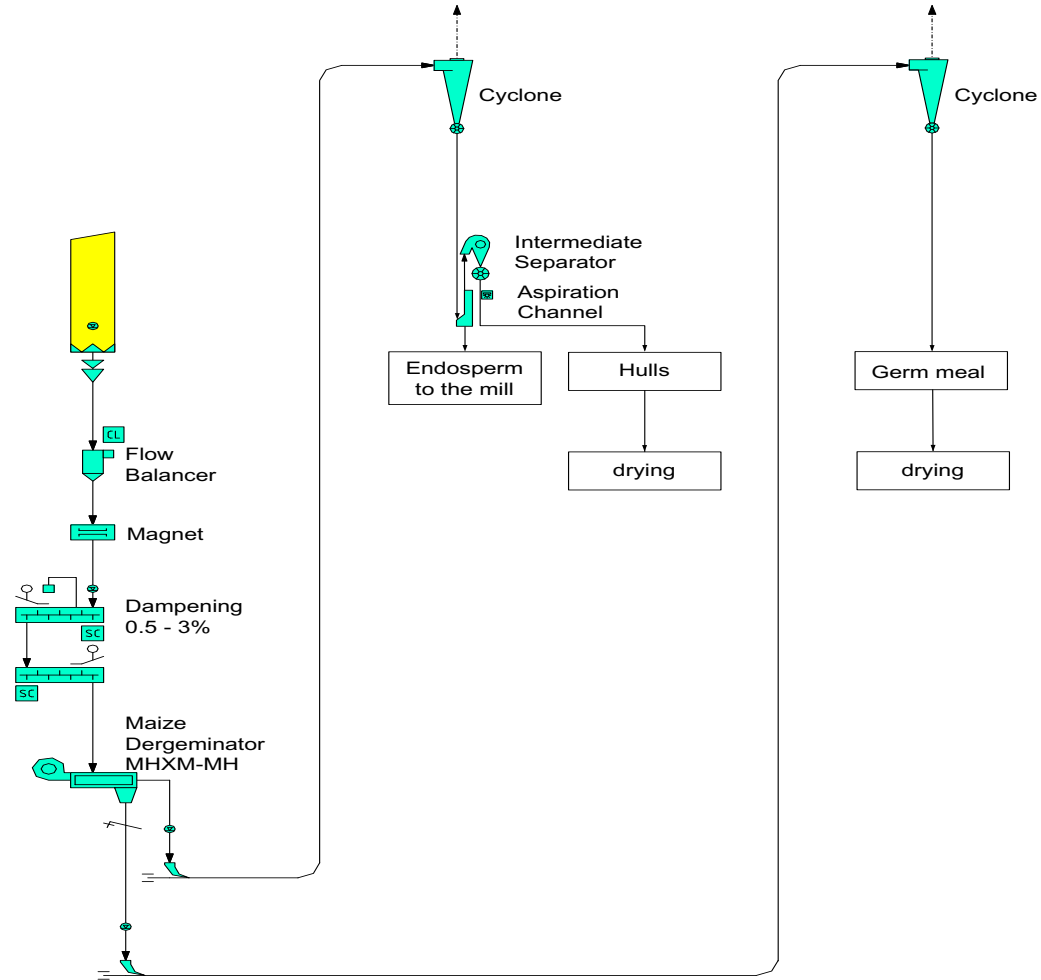 Cyclone
Cyclone
Intermediate
Separator
Aspiration
Channel
Endosperm
to the mill
Hulls
Germ meal
CL
Flow
Balancer
drying
drying
Magnet
Dampening
0.5 - 3%
SC
SC
Maize
Dergeminator
MHXM-MH